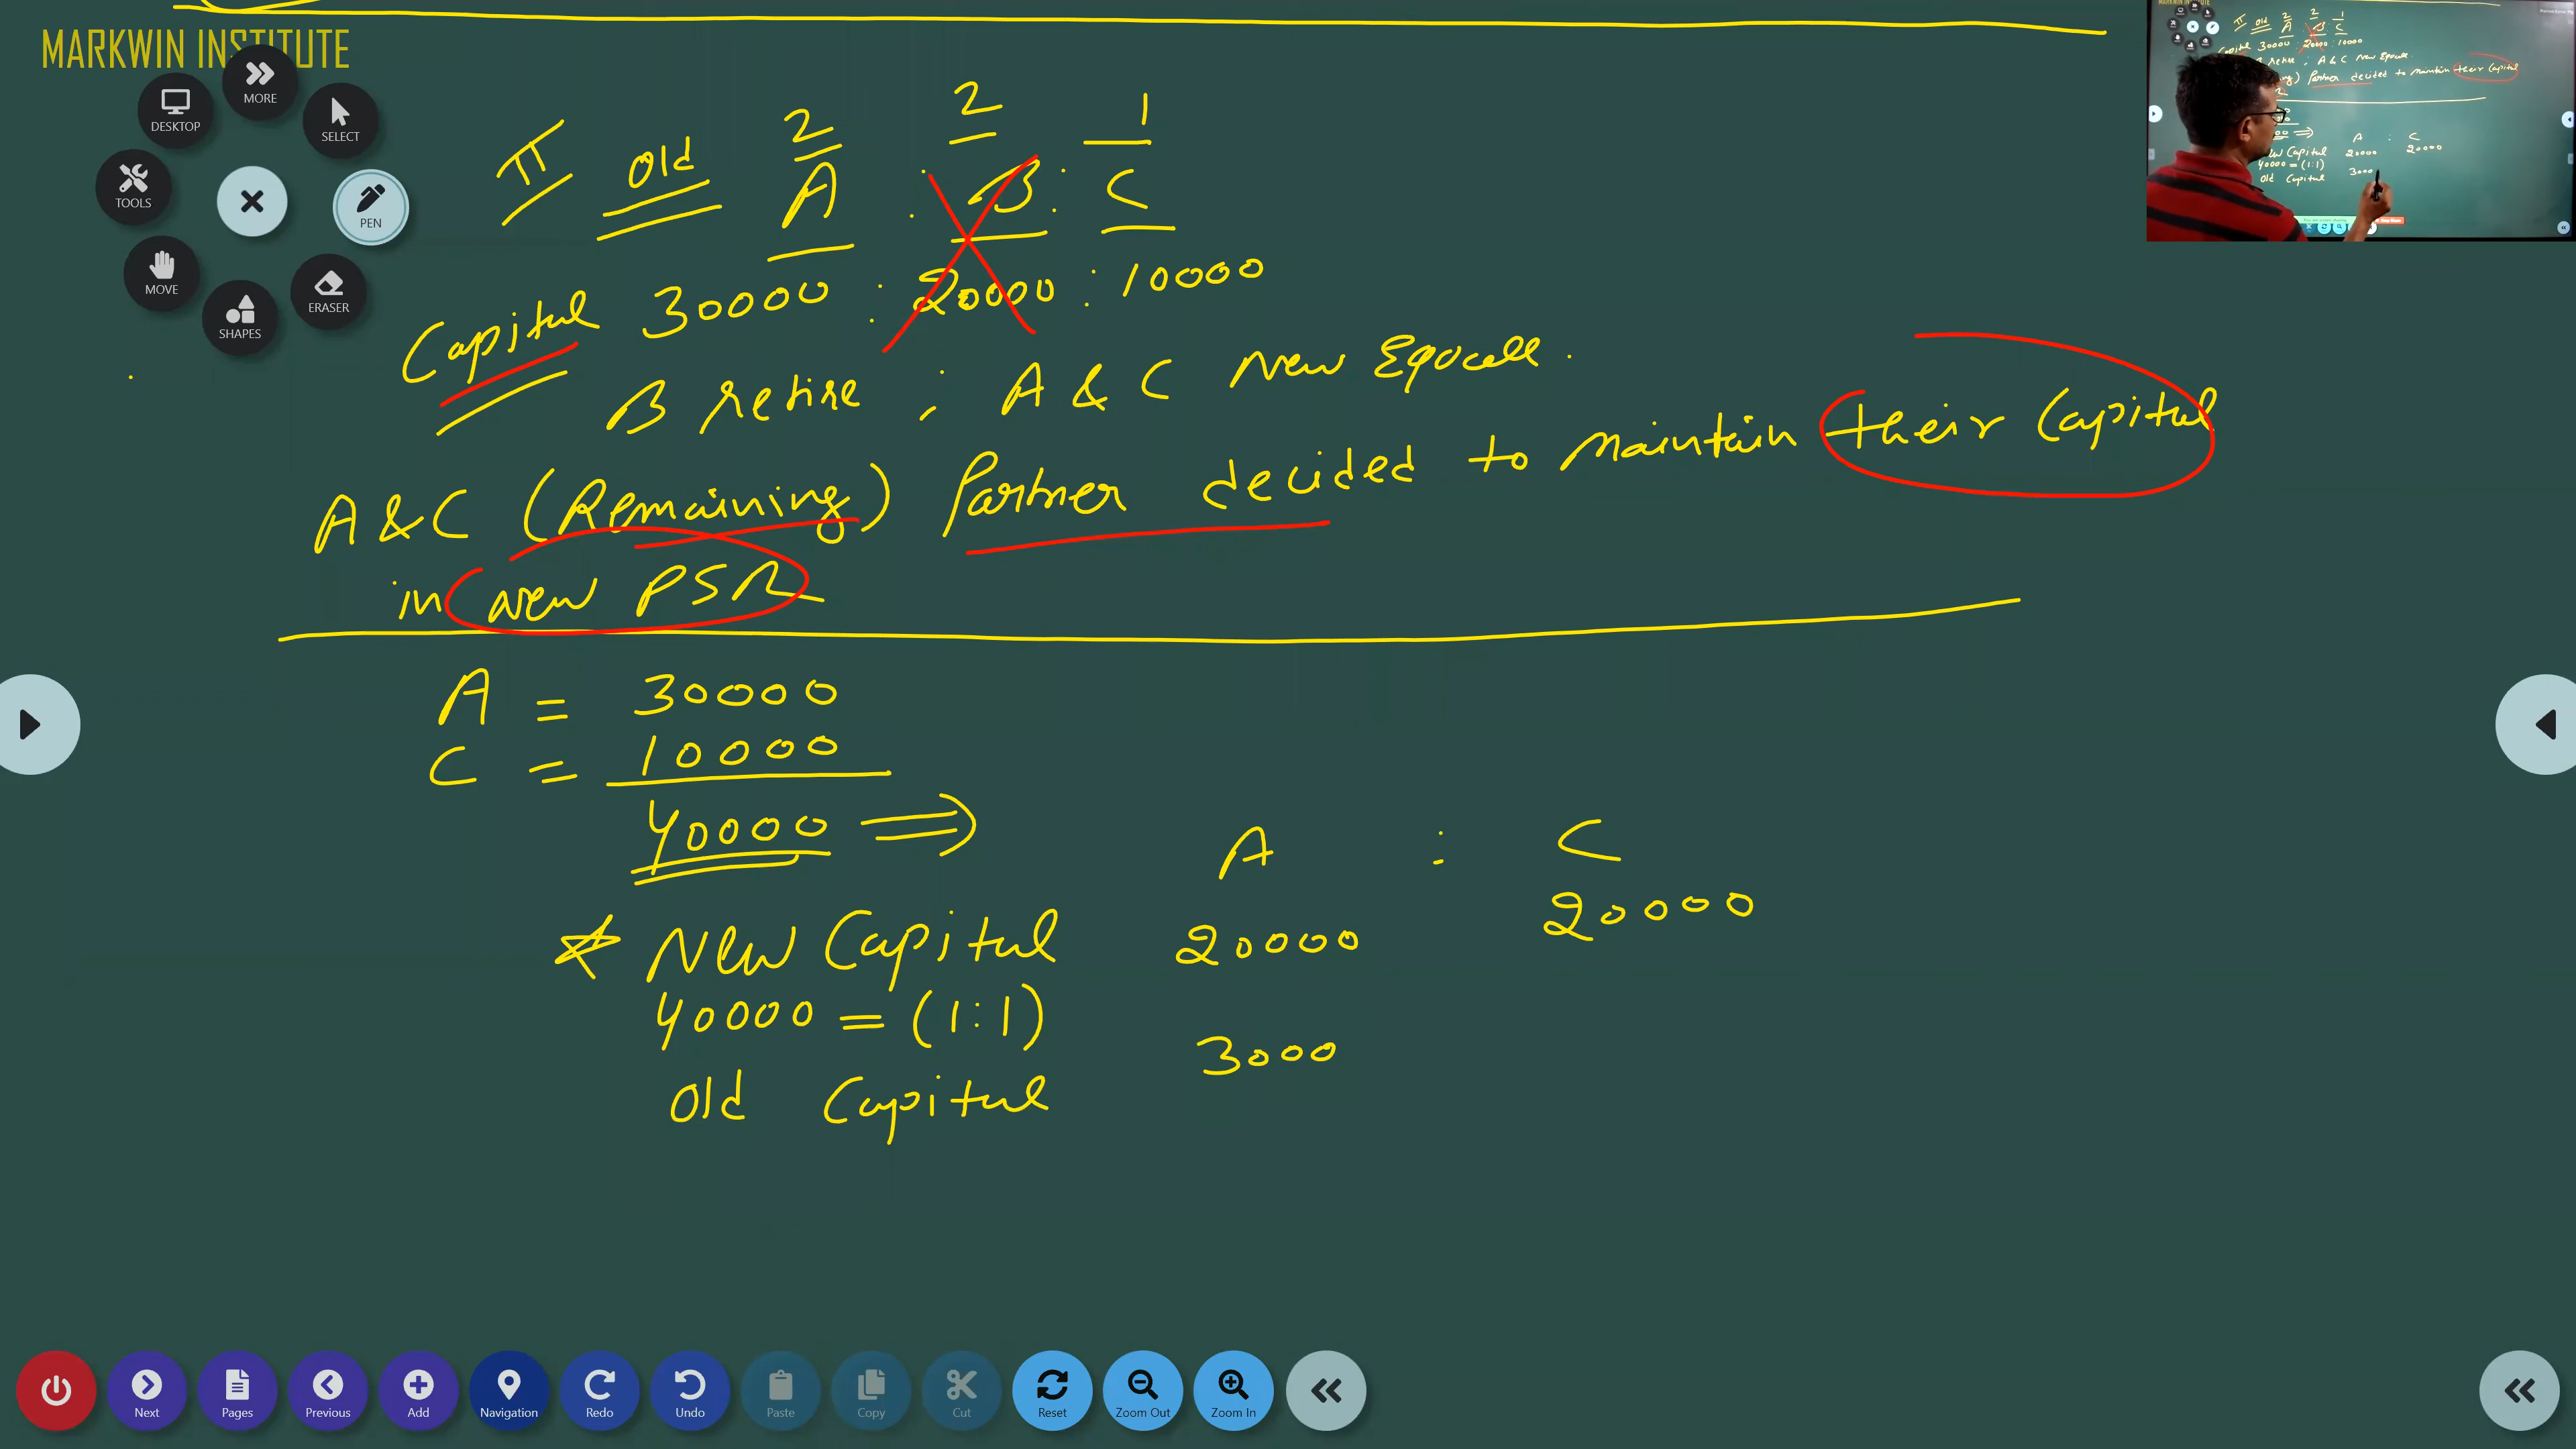 MARKWIN INSTITUTE
MORE
DESKTOP
SELECT
TOOLS
PEN
MOVE
ERASER
SHAPES
2 2 1
II Old A : B : C
Capital 30000 : 20000 : 10000
B retire ; A & C New Equall.
A&C (Remaining) Partner decided to maintain their Capital
in New PSR
A = 30000
C = 10000
40000 ⇒ A : C
New Capital 20000 20000
40000 = (1:1)
Old Capital 3000
Next Pages Previous Add Navigation Redo Undo Paste Copy Cut Reset Zoom Out Zoom In